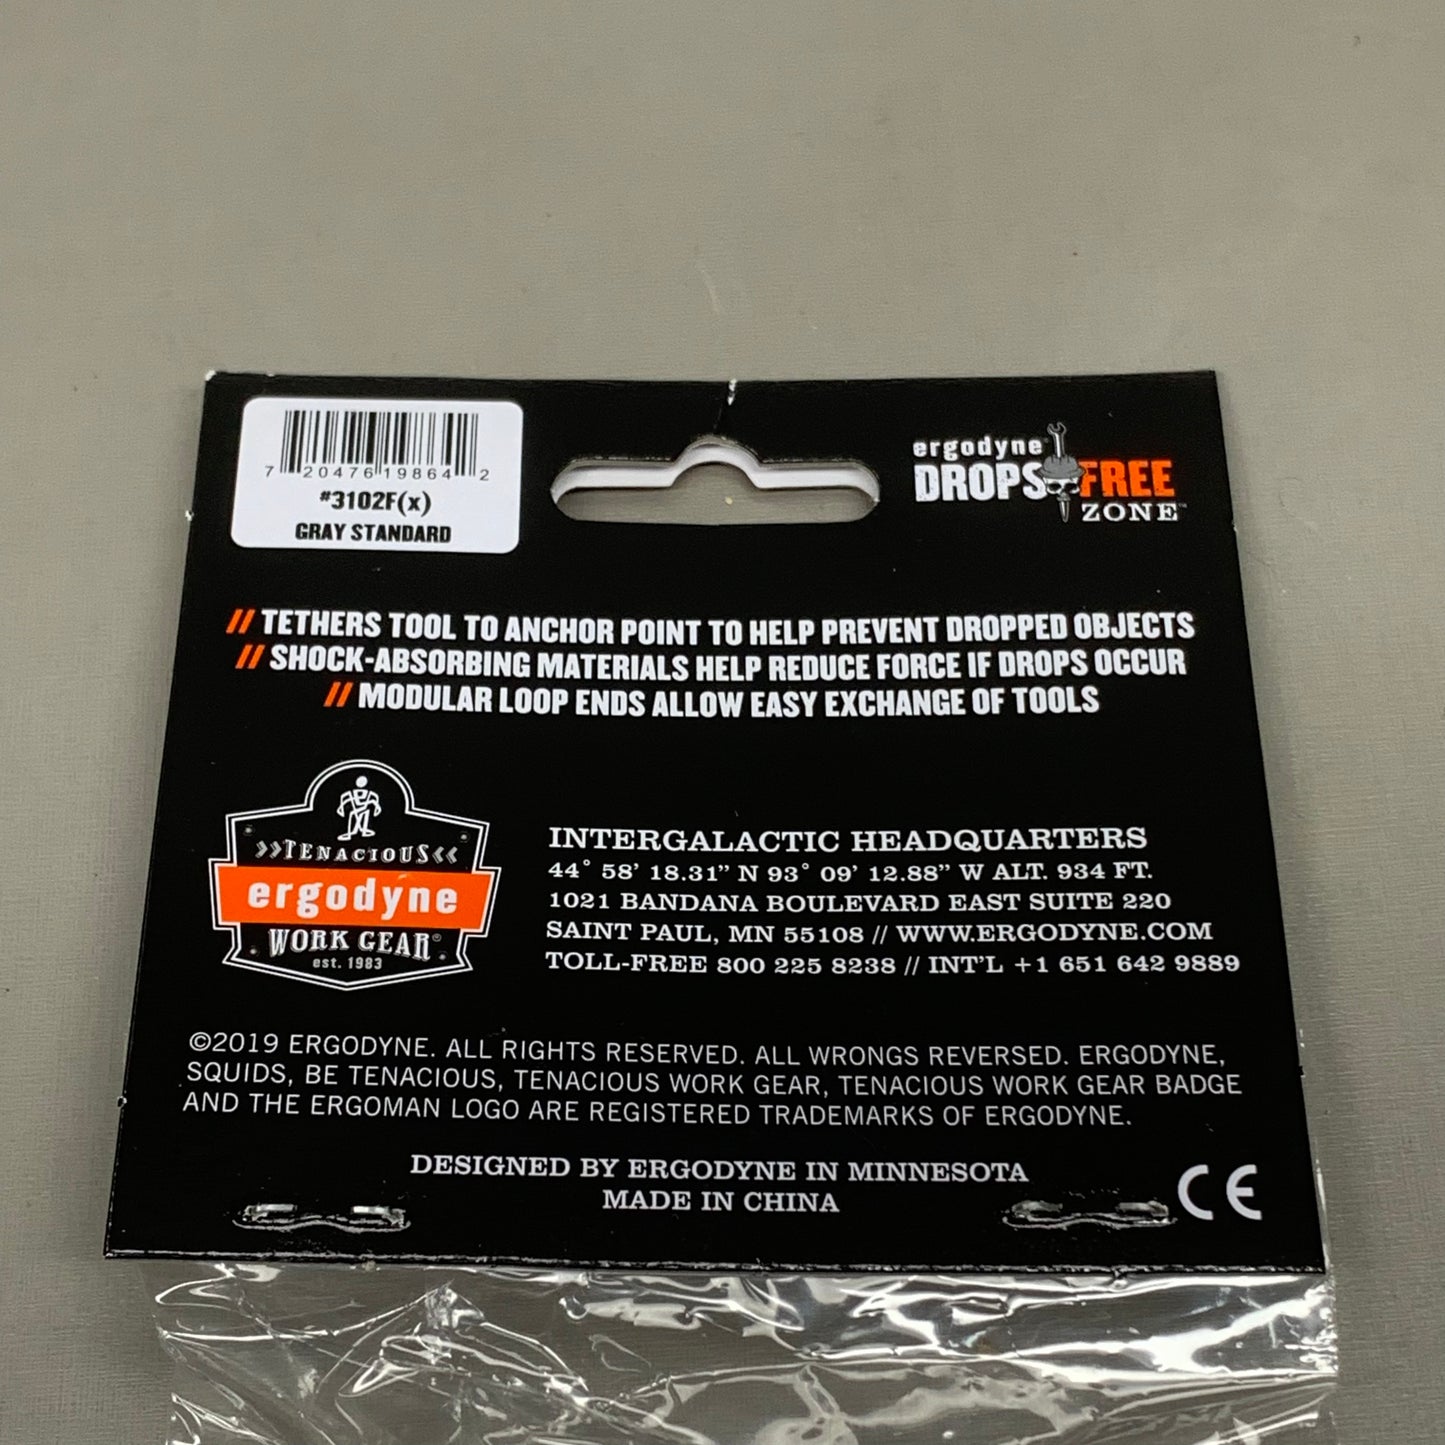 7 20476 19864 2
#3102F(x)
GRAY STANDARD
ergodyne®
DROPS FREE
ZONE™
// TETHERS TOOL TO ANCHOR POINT TO HELP PREVENT DROPPED OBJECTS
// SHOCK-ABSORBING MATERIALS HELP REDUCE FORCE IF DROPS OCCUR
// MODULAR LOOP ENDS ALLOW EASY EXCHANGE OF TOOLS
»TENACIOUS«
ergodyne
WORK GEAR®
est. 1983
INTERGALACTIC HEADQUARTERS
44° 58' 18.31" N 93° 09' 12.88" W ALT. 934 FT.
1021 BANDANA BOULEVARD EAST SUITE 220
SAINT PAUL, MN 55108 // WWW.ERGODYNE.COM
TOLL-FREE 800 225 8238 // INT'L +1 651 642 9889
©2019 ERGODYNE. ALL RIGHTS RESERVED. ALL WRONGS REVERSED. ERGODYNE,
SQUIDS, BE TENACIOUS, TENACIOUS WORK GEAR, TENACIOUS WORK GEAR BADGE
AND THE ERGOMAN LOGO ARE REGISTERED TRADEMARKS OF ERGODYNE.
DESIGNED BY ERGODYNE IN MINNESOTA
MADE IN CHINA
CE